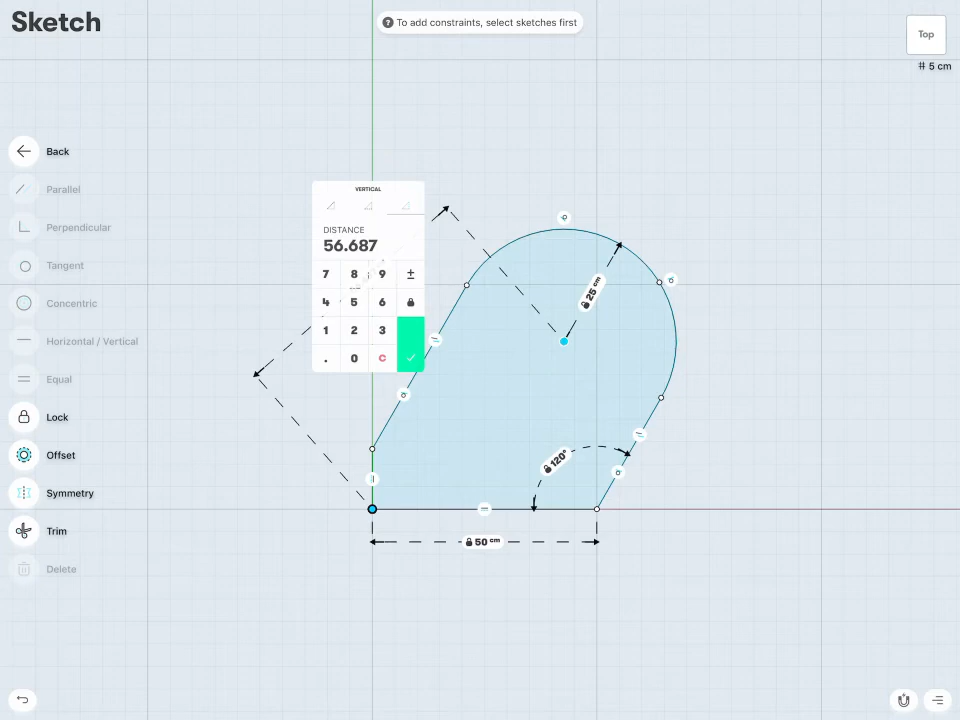 Sketch
To add constraints, select sketches first
Top
5 cm
Back
Parallel
Perpendicular
Tangent
Concentric
Horizontal / Vertical
Equal
Lock
Offset
Symmetry
Trim
Delete
VERTICAL
DISTANCE
56.687
7 8 9 ±
4 5 6
1 2 3
. 0 C
25 cm
120°
50 cm